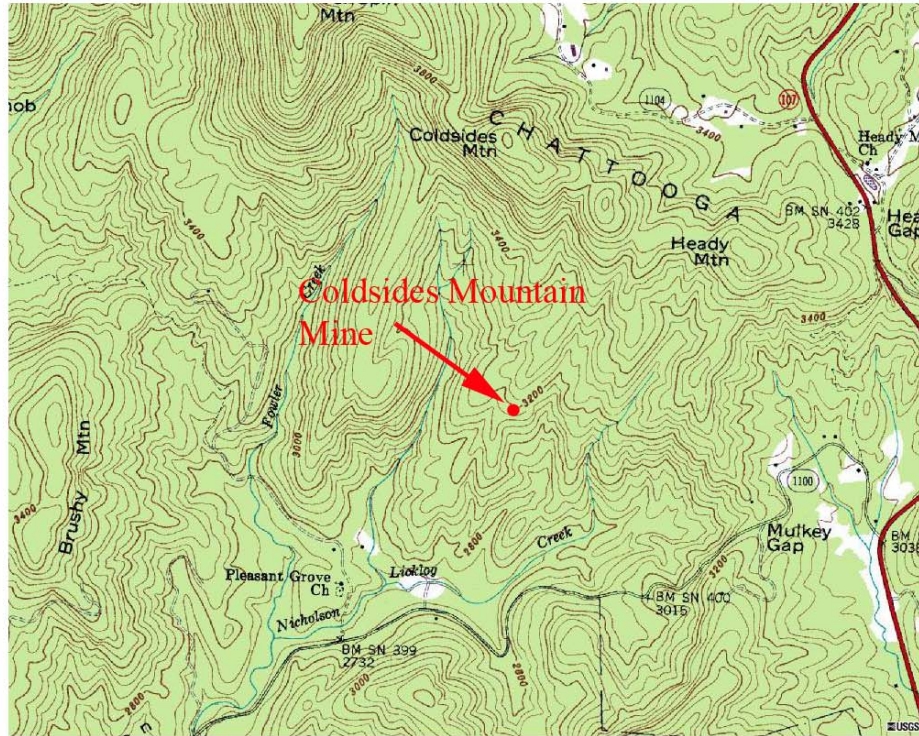 Mtn
3800
nob
1104
107
CHATTOOGA
Coldsides
Mtn
3400
Heady M
Ch
3400
3400
BM SN 402
3428
Hea
Gap
Heady
Mtn
Creek
Coldsides Mountain
Mine
3400
3200
Fowler
3000
Brushy Mtn
3400
1100
Mulkey
Gap
BM
3038
2800
Creek
3200
Licklog
Pleasant Grove
Ch
Nicholson
BM SN 400
3015
BM SN 399
2732
2800
3000
2800
E
USGS